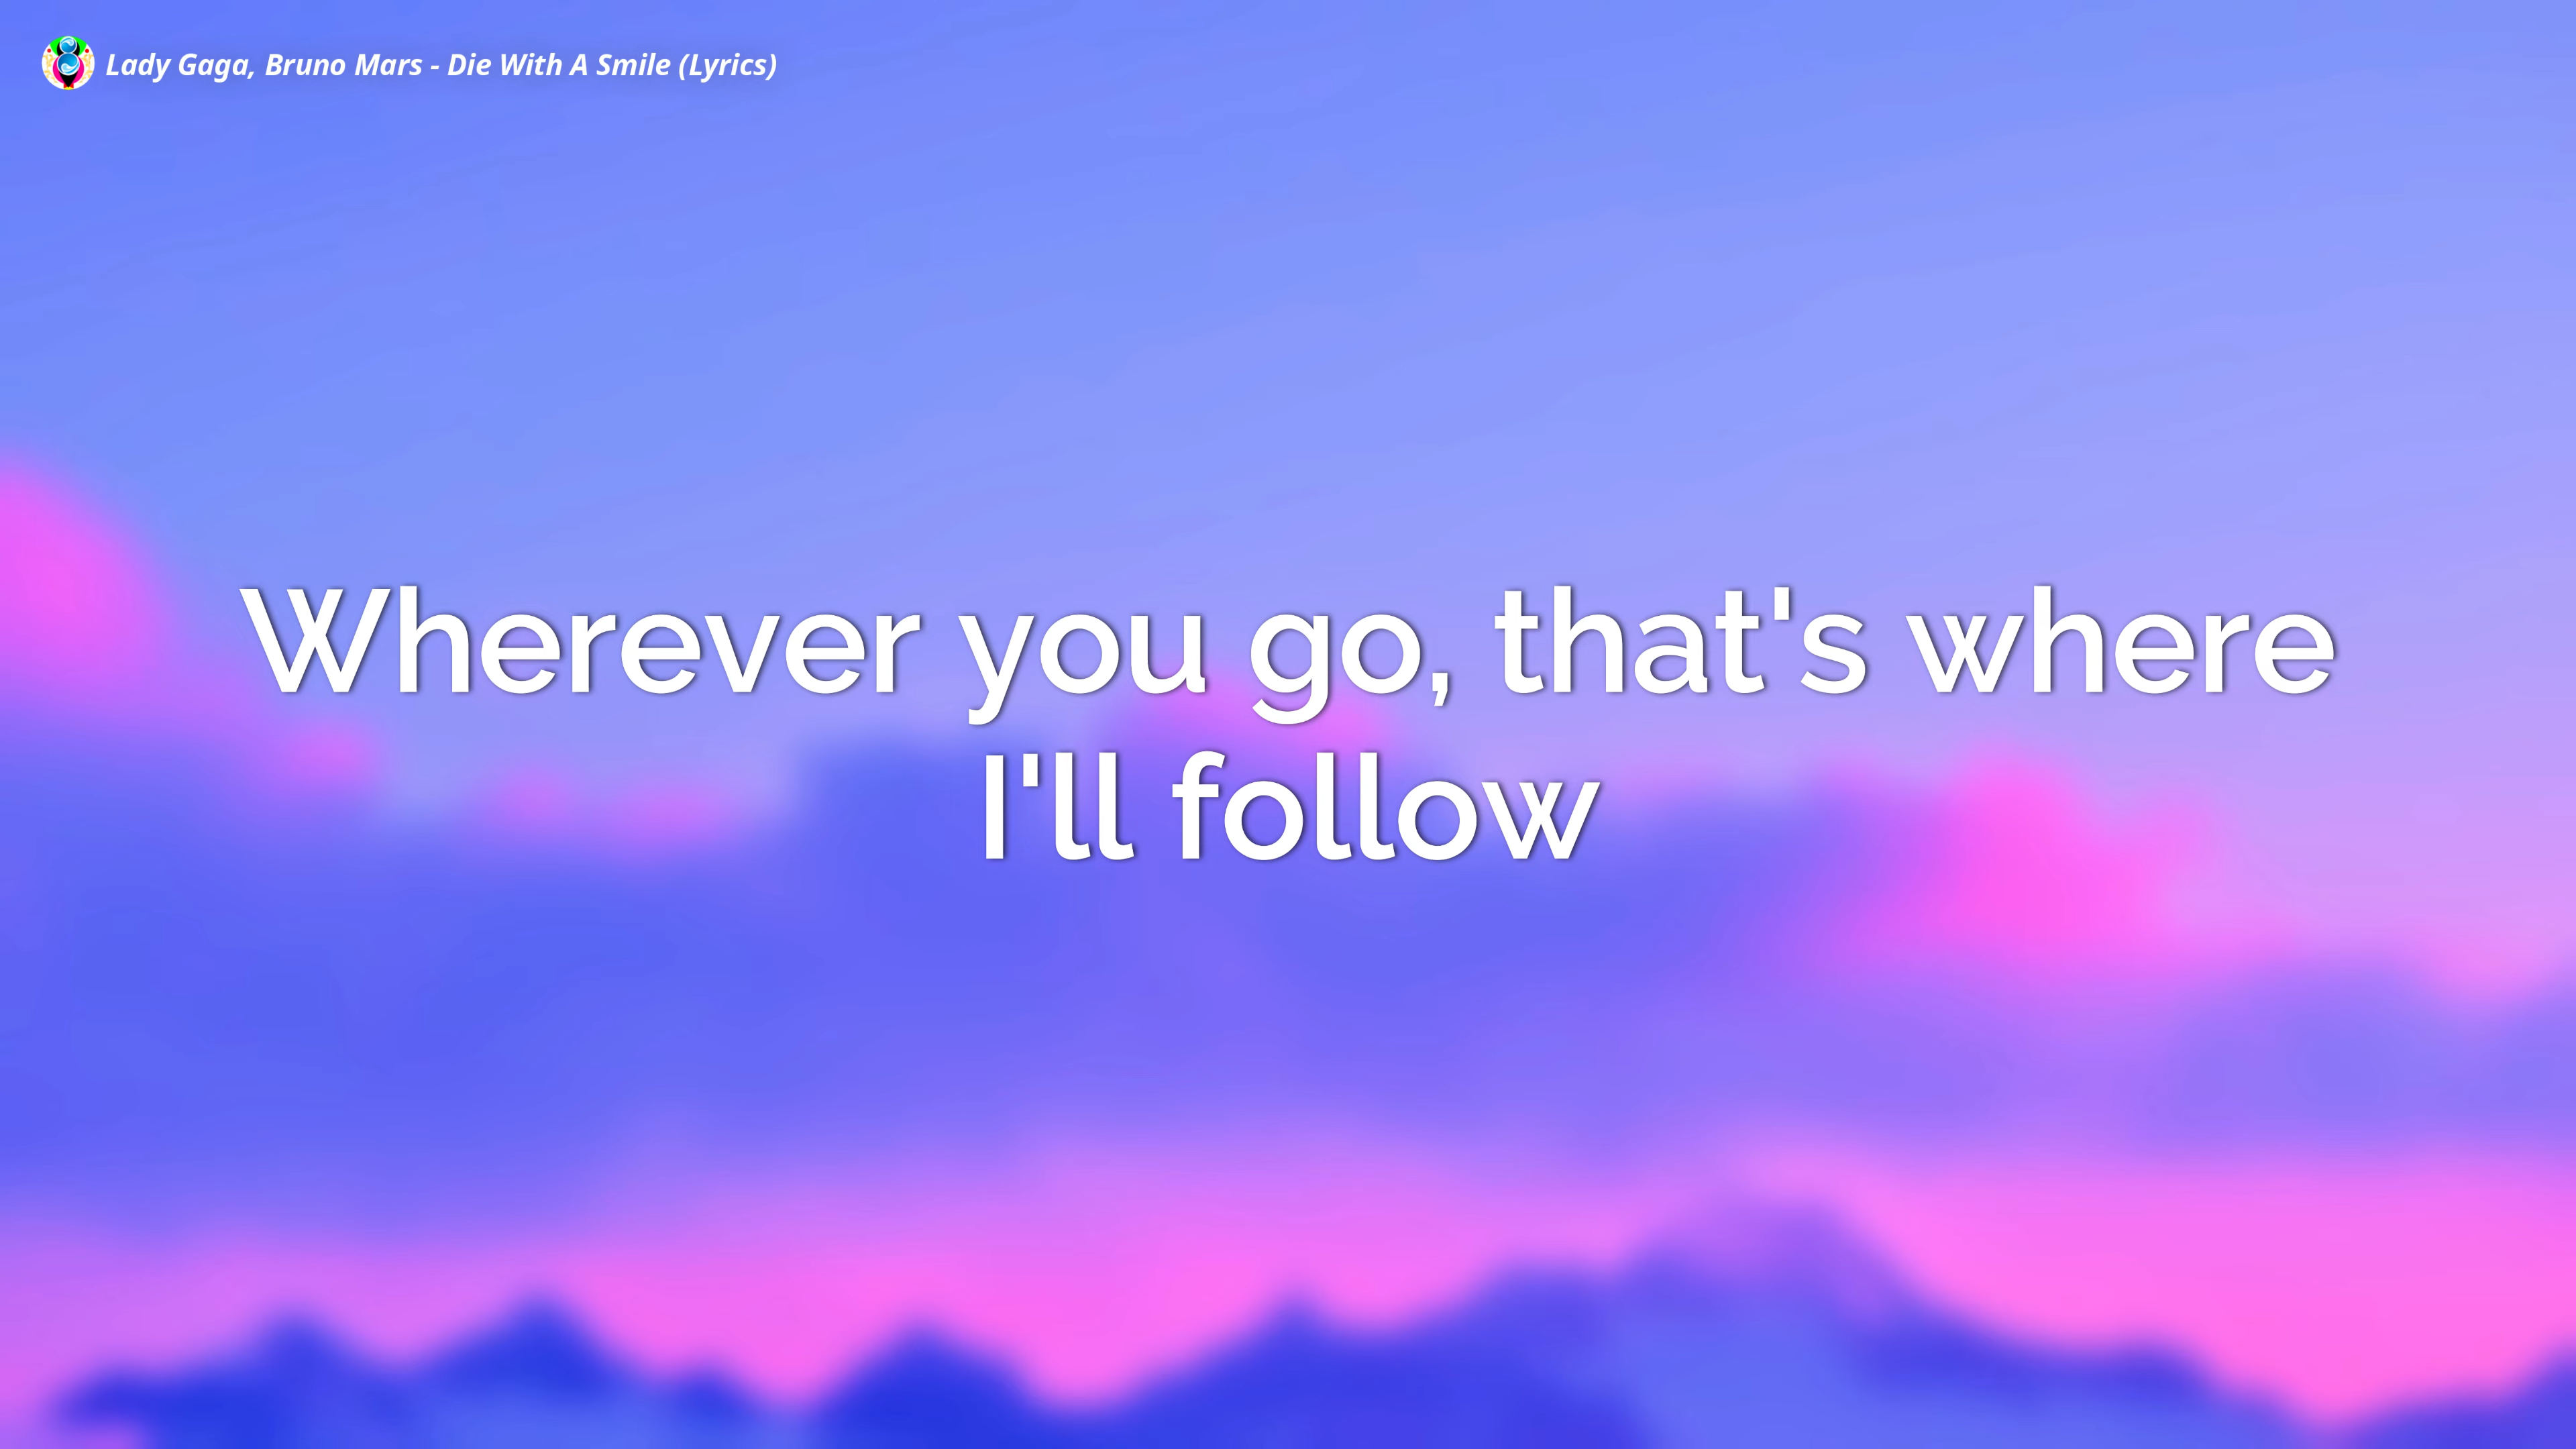 Lady Gaga, Bruno Mars - Die With A Smile (Lyrics)
Wherever you go, that's where
I'll follow